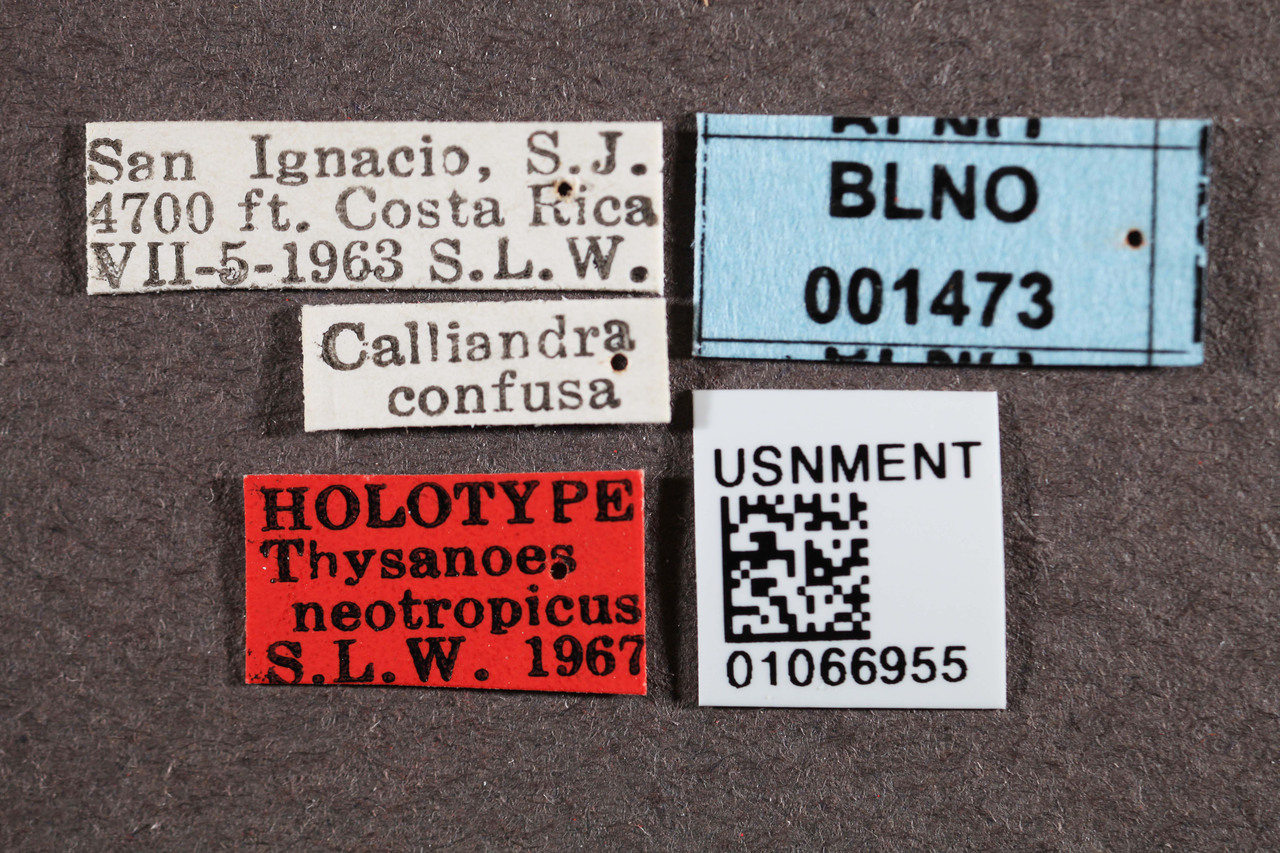 San Ignacio, S.J.
4700 ft. Costa Rica
VII-5-1963 S.L.W.
Calliandra
confusa
HOLOTYPE
Thysanoes
neotropicus
S.L.W. 1967
BLNO
001473
USNMENT
01066955